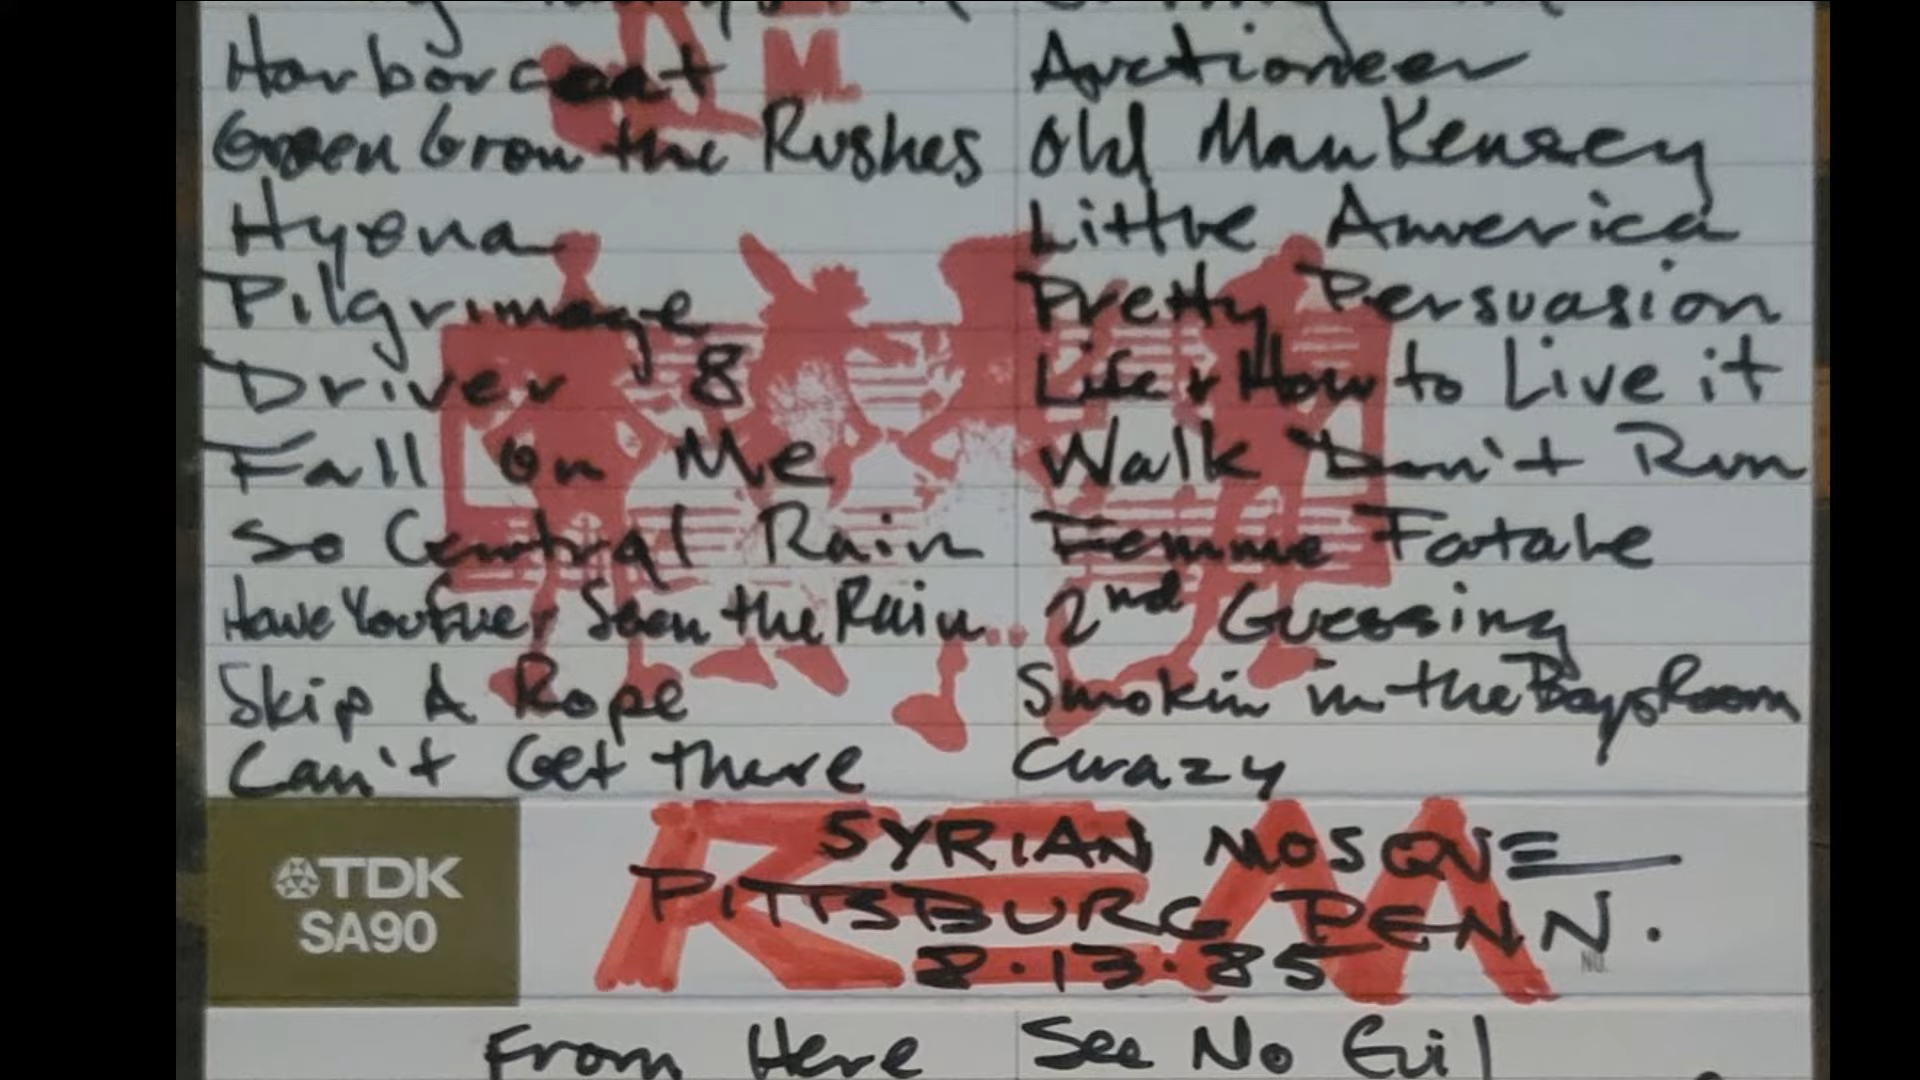 Harborcoat
Green Grow the Rushes
Hyena
Pilgrimage
Driver 8
Fall on Me
So Central Rain
Have You Ever Seen the Rain
Skip A Rope
Can't Get There
Auctioneer
Old Man Kensey
Little America
Pretty Persuasion
Life + How to Live it
Walk Don't Run
Femme Fatale
2nd Guessing
Smokin in the Boys Room
Crazy
R.E.M
TDK
SA90
REM
SYRIAN MOSQUE
PITTSBURG PENN.
8.13.85
NO.
From Here
See No Evil